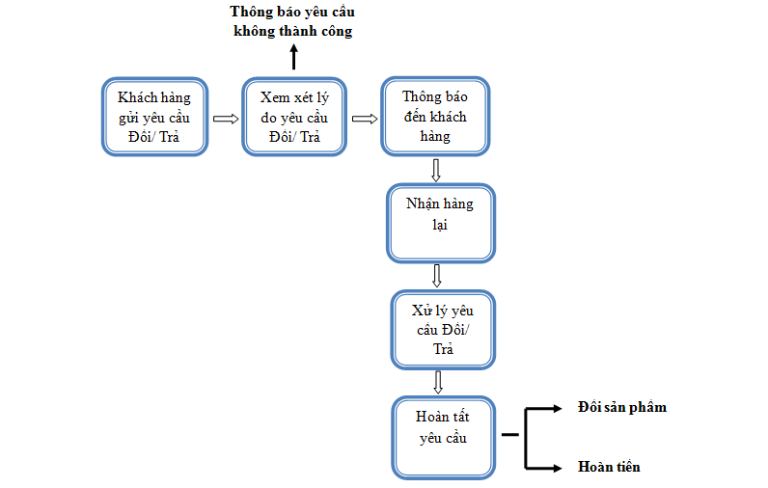 Thông báo yêu cầu
không thành công
Khách hàng
gửi yêu cầu
Đổi/ Trả
Xem xét lý
do yêu cầu
Đổi/ Trả
Thông báo
đến khách
hàng
Nhận hàng
lại
Xử lý yêu
cầu Đổi/
Trả
Hoàn tất
yêu cầu
Đổi sản phẩm
Hoàn tiền